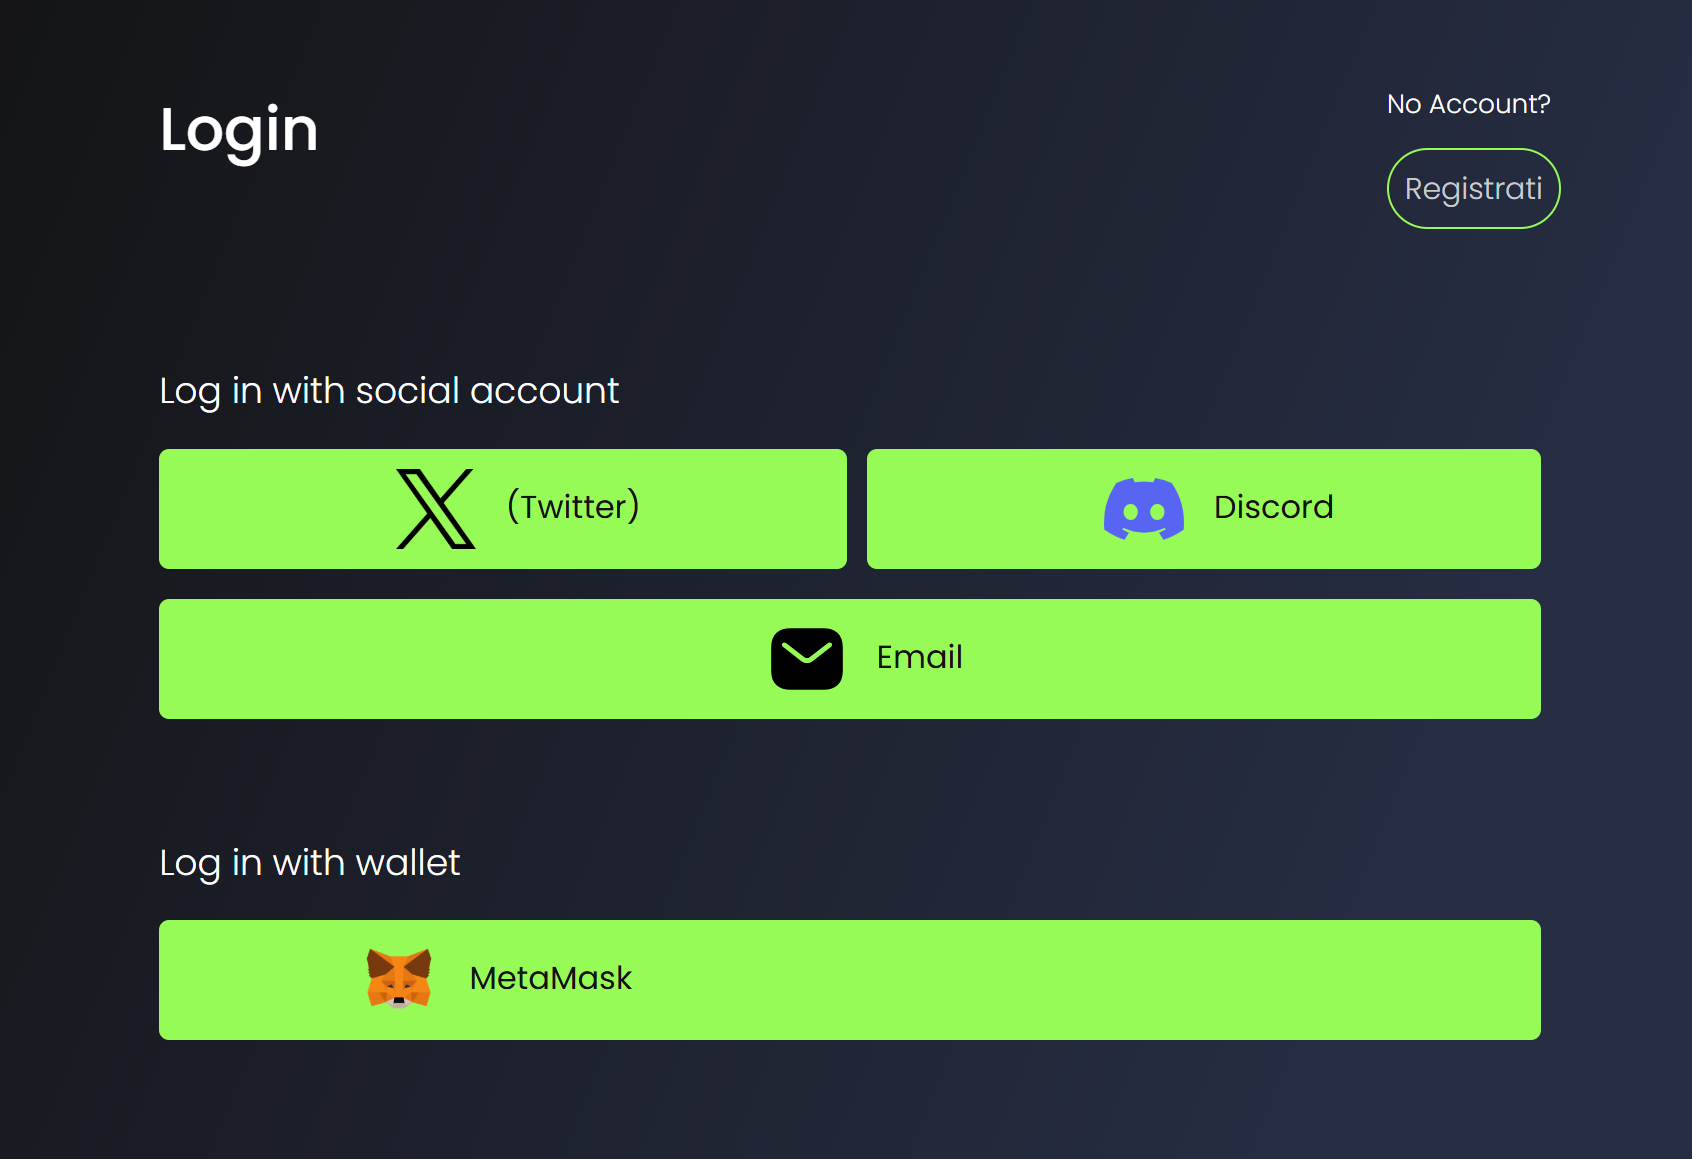 Login
No Account?
Registrati
Log in with social account
(Twitter)
Discord
Email
Log in with wallet
MetaMask